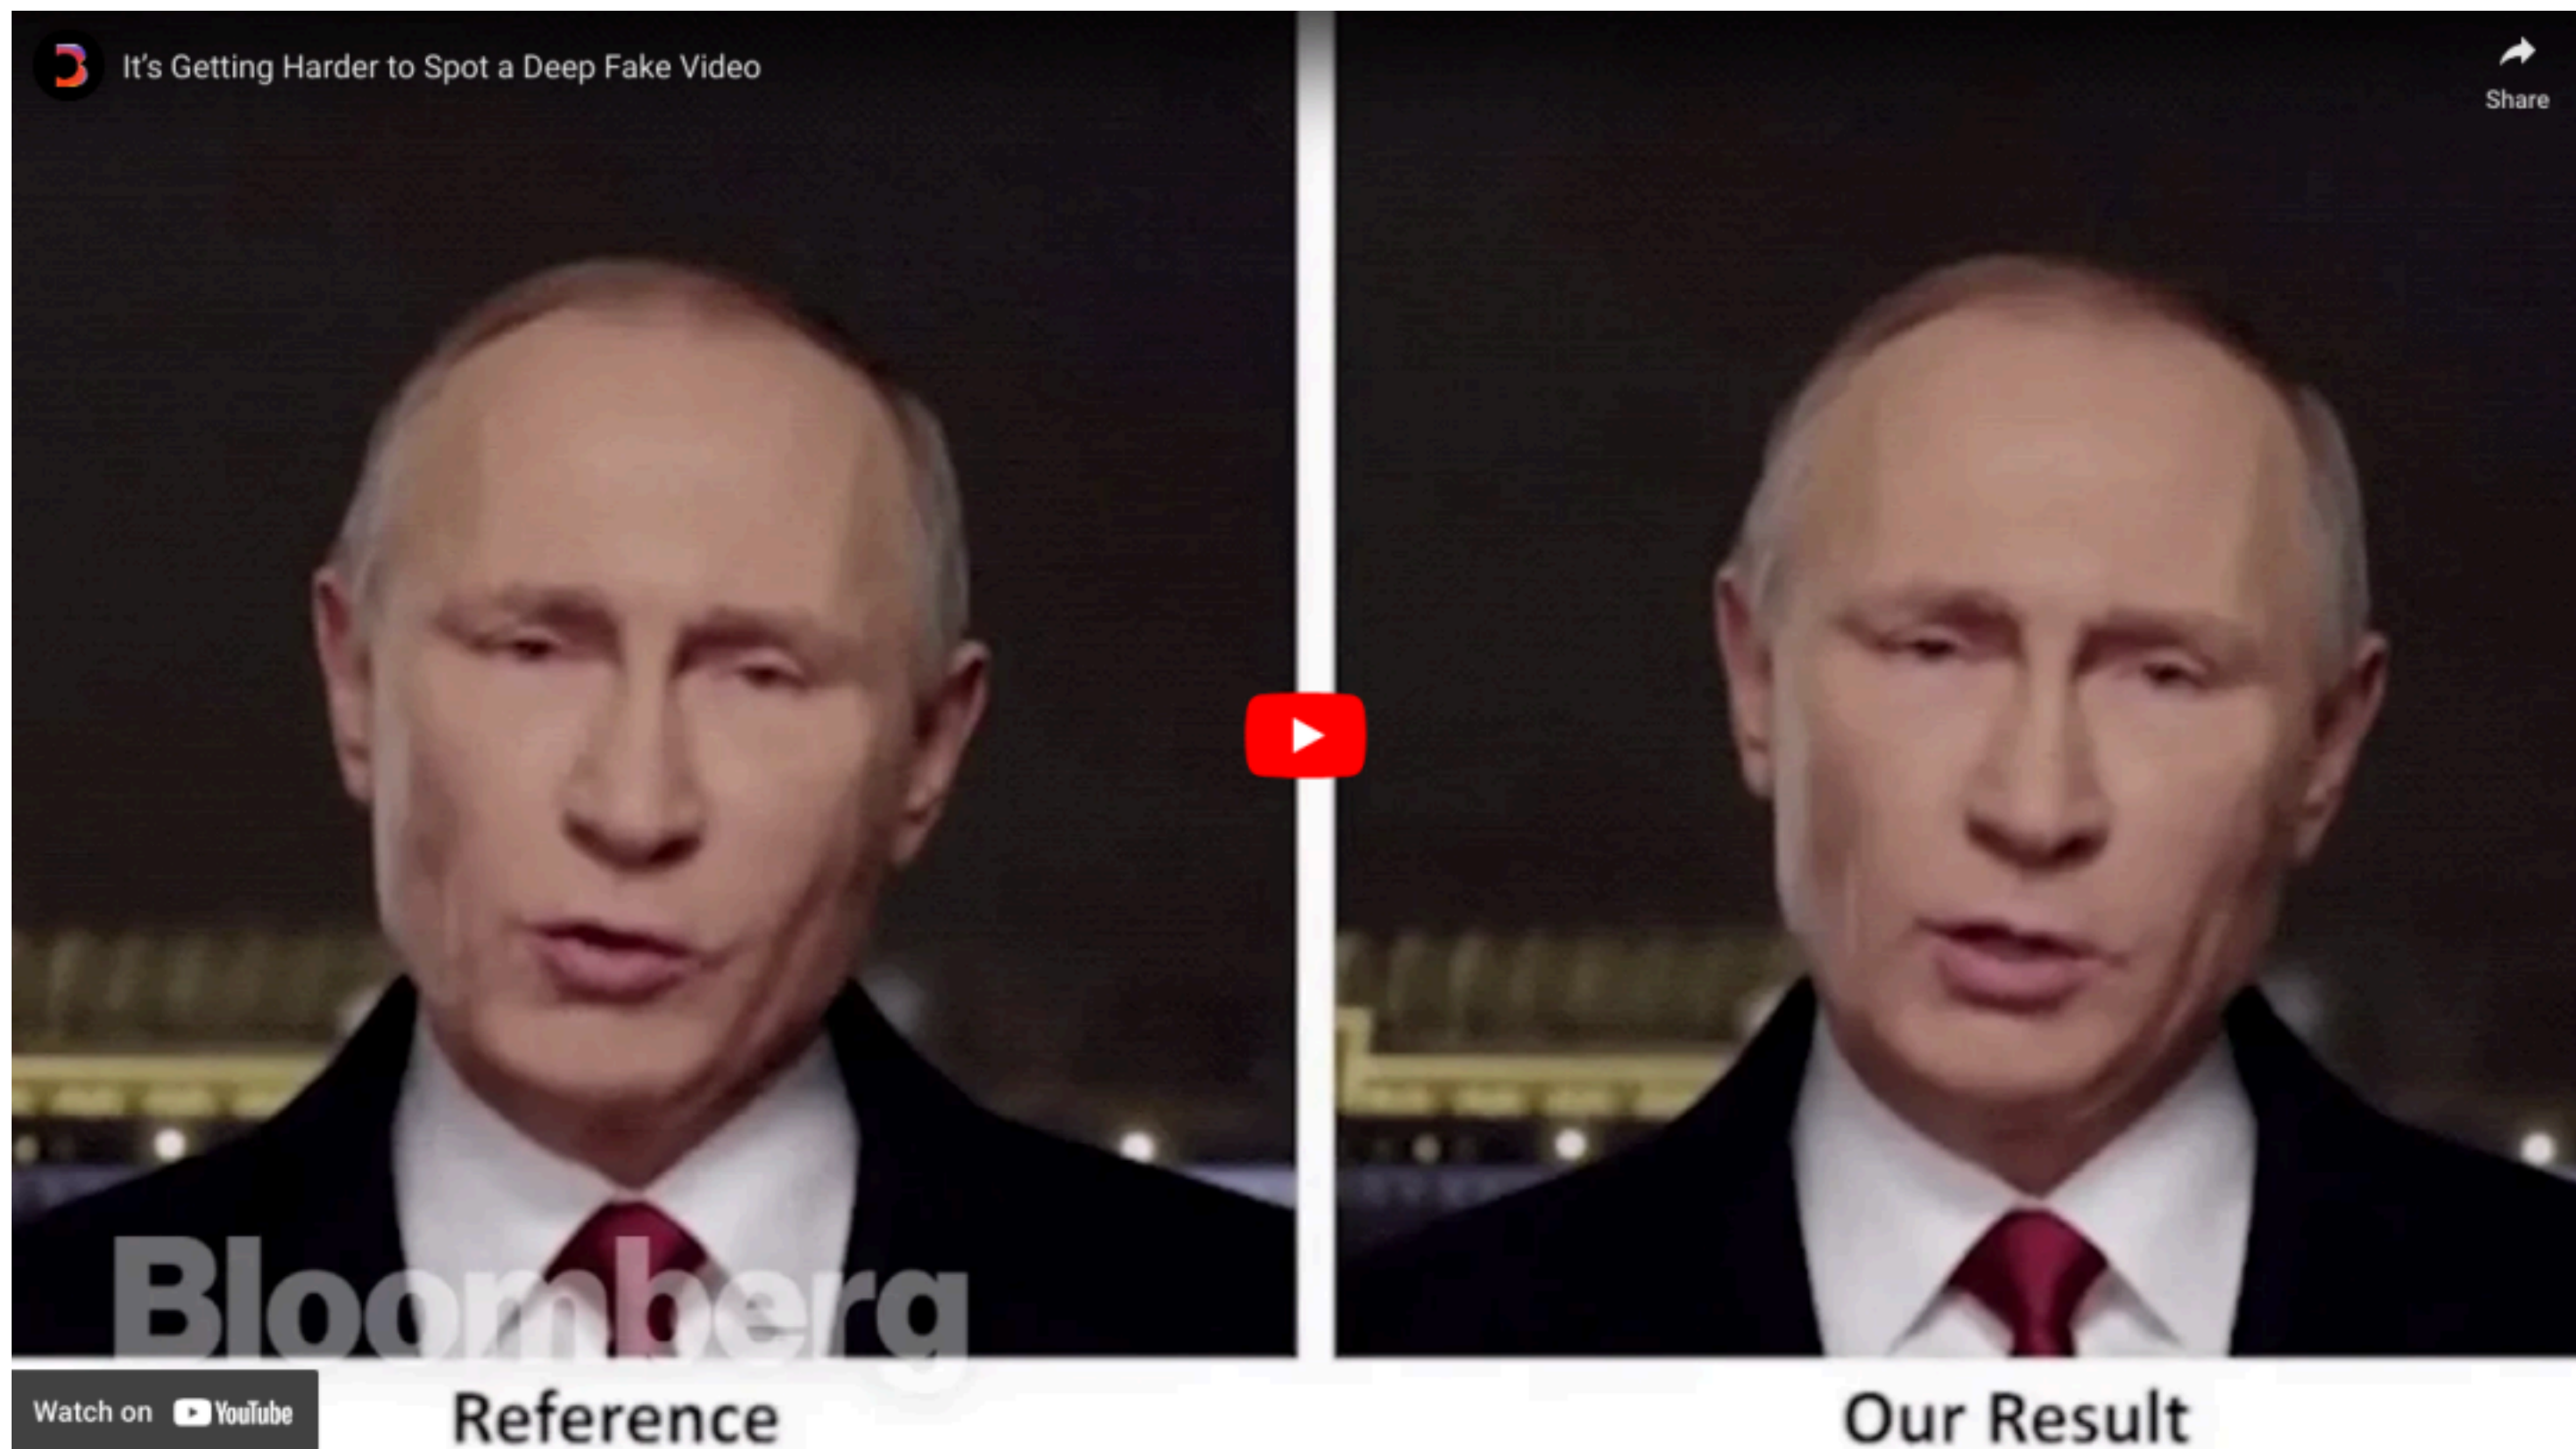 It's Getting Harder to Spot a Deep Fake Video
Share
Bloomberg
Watch on YouTube
Reference
Our Result